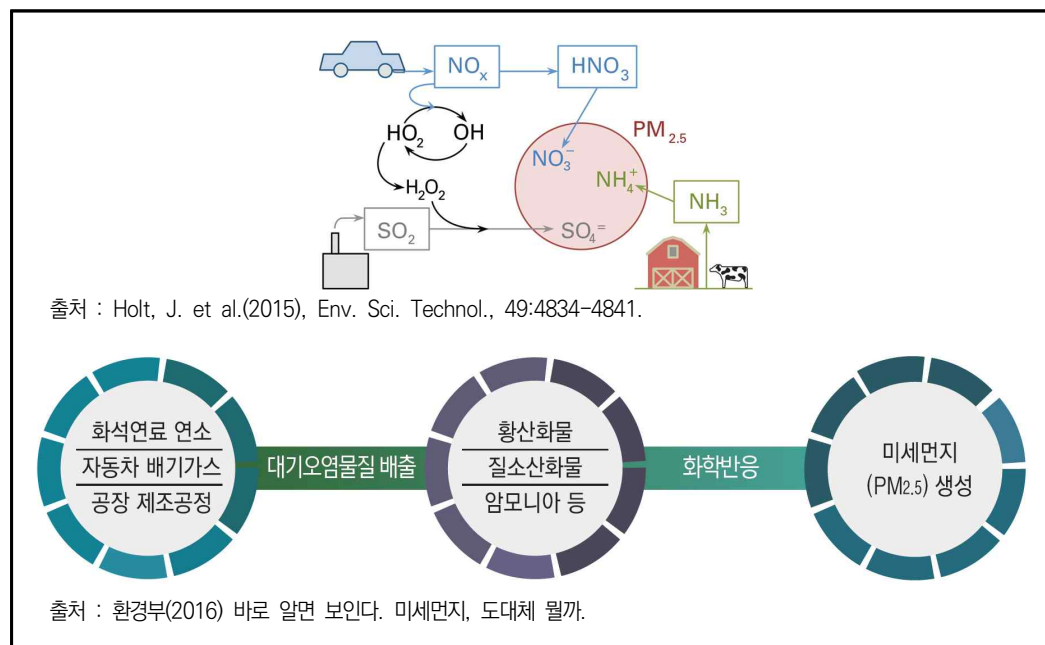 NOx
HNO3
HO2
OH
PM 2.5
NO3-
NH4+
H2O2
NH3
SO2
SO4=
출처 : Holt, J. et al.(2015), Env. Sci. Technol., 49:4834-4841.
화석연료 연소
자동차 배기가스
공장 제조공정
대기오염물질 배출
황산화물
질소산화물
암모니아 등
화학반응
미세먼지
(PM2.5) 생성
출처 : 환경부(2016) 바로 알면 보인다. 미세먼지, 도대체 뭘까.